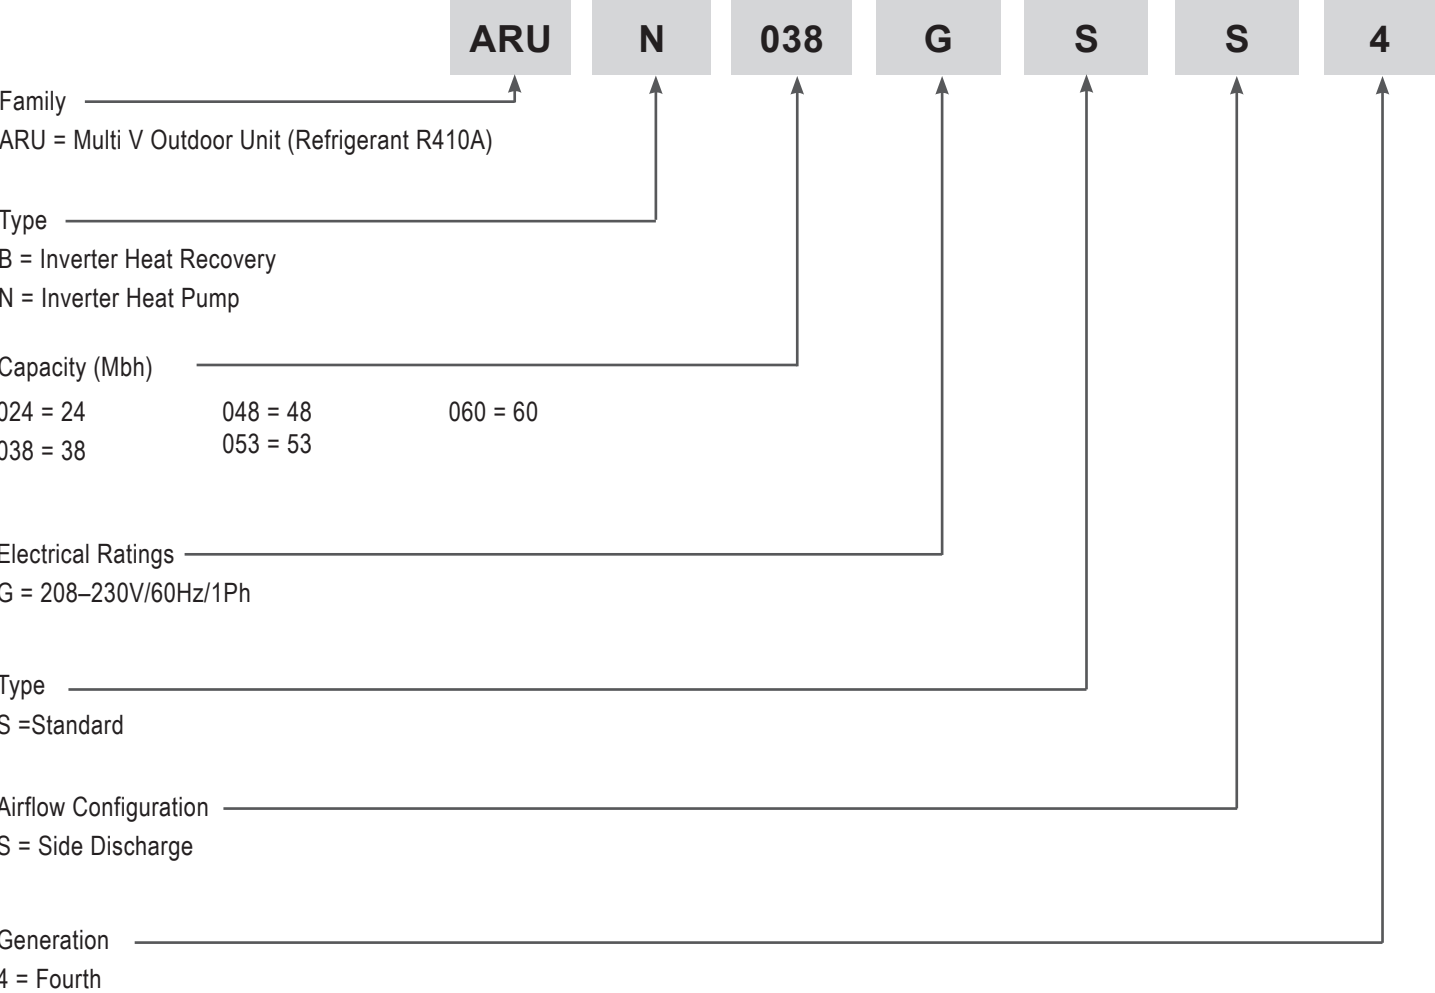 ARU N 038 G S S 4
Family
ARU = Multi V Outdoor Unit (Refrigerant R410A)
Type
B = Inverter Heat Recovery
N = Inverter Heat Pump
Capacity (Mbh)
024 = 24 048 = 48 060 = 60
038 = 38 053 = 53
Electrical Ratings
G = 208–230V/60Hz/1Ph
Type
S =Standard
Airflow Configuration
S = Side Discharge
Generation
4 = Fourth